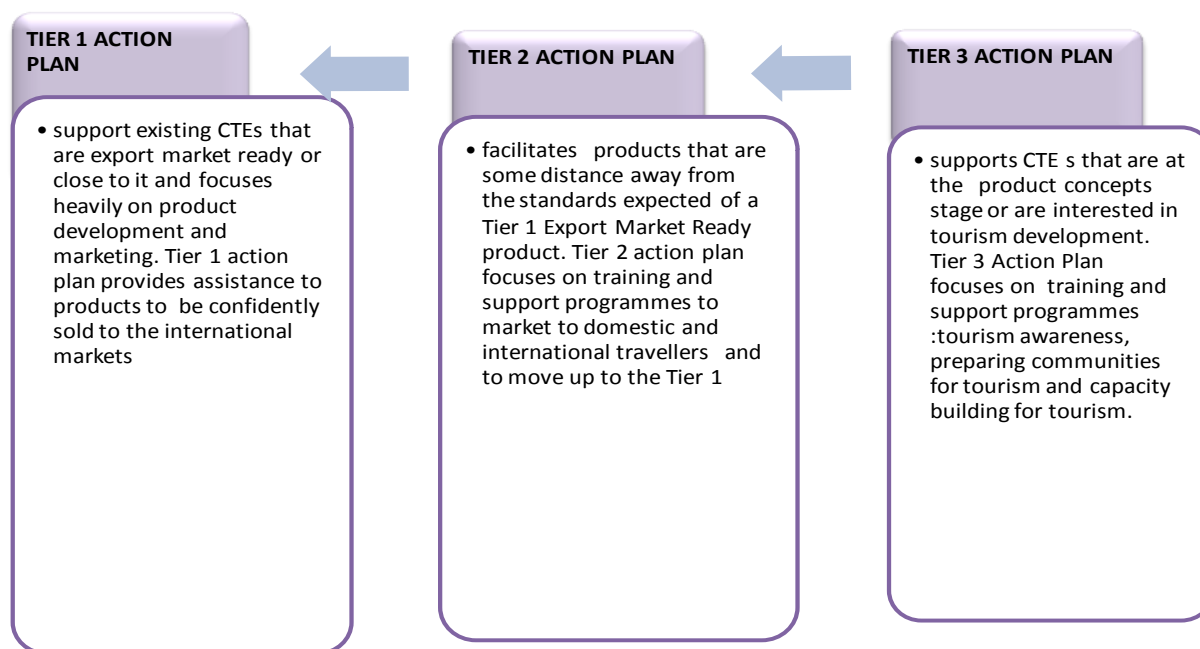 TIER 1 ACTION
PLAN
• support existing CTEs that
are export market ready or
close to it and focuses
heavily on product
development and
marketing. Tier 1 action
plan provides assistance to
products to be confidently
sold to the international
markets
TIER 2 ACTION PLAN
• facilitates products that are
some distance away from
the standards expected of a
Tier 1 Export Market Ready
product. Tier 2 action plan
focuses on training and
support programmes to
market to domestic and
international travellers and
to move up to the Tier 1
TIER 3 ACTION PLAN
• supports CTE s that are at
the product concepts
stage or are interested in
tourism development.
Tier 3 Action Plan
focuses on training and
support programmes
:tourism awareness,
preparing communities
for tourism and capacity
building for tourism.